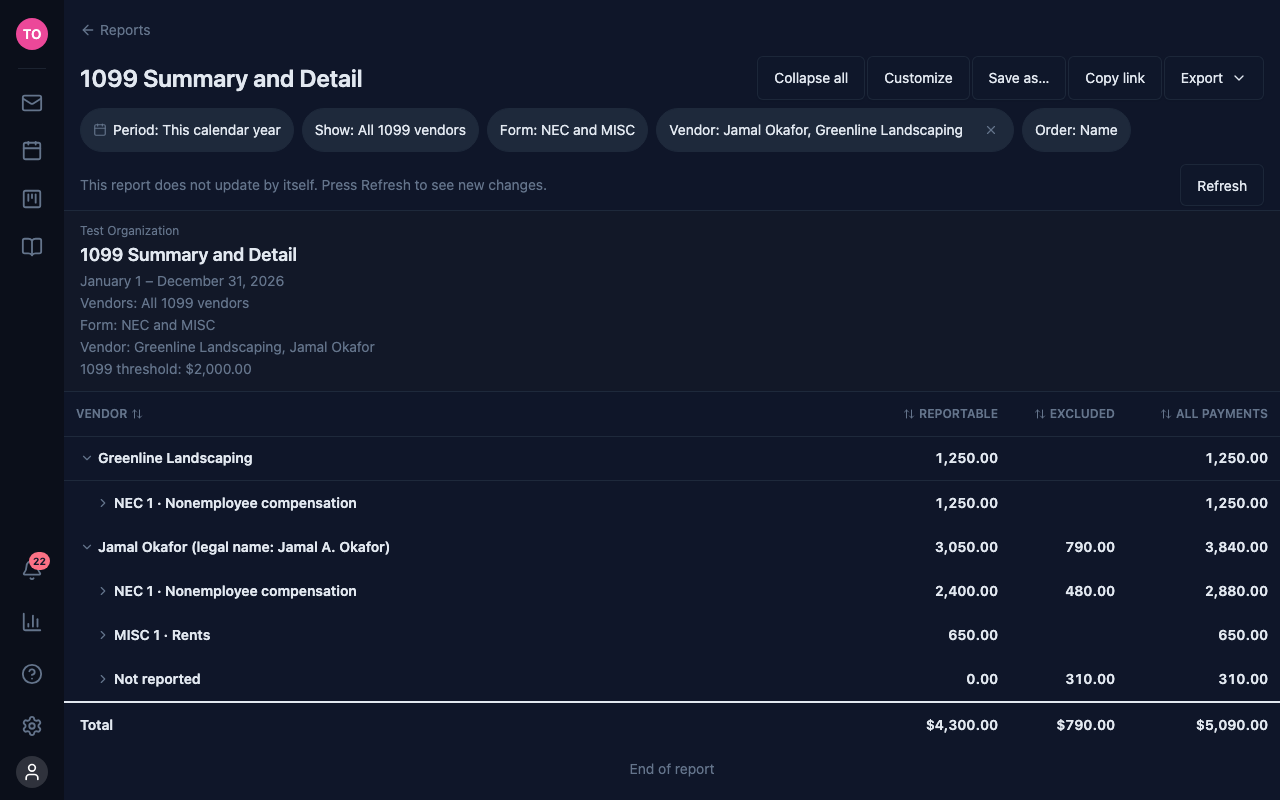 TO
Reports
1099 Summary and Detail
Collapse all
Customize
Save as...
Copy link
Export
Period: This calendar year
Show: All 1099 vendors
Form: NEC and MISC
Vendor: Jamal Okafor, Greenline Landscaping
Order: Name
This report does not update by itself. Press Refresh to see new changes.
Refresh
Test Organization
1099 Summary and Detail
January 1 – December 31, 2026
Vendors: All 1099 vendors
Form: NEC and MISC
Vendor: Greenline Landscaping, Jamal Okafor
1099 threshold: $2,000.00
VENDOR REPORTABLE EXCLUDED ALL PAYMENTS
Greenline Landscaping 1,250.00 1,250.00
NEC 1 · Nonemployee compensation 1,250.00 1,250.00
Jamal Okafor (legal name: Jamal A. Okafor) 3,050.00 790.00 3,840.00
NEC 1 · Nonemployee compensation 2,400.00 480.00 2,880.00
MISC 1 · Rents 650.00 650.00
Not reported 0.00 310.00 310.00
Total $4,300.00 $790.00 $5,090.00
End of report
22